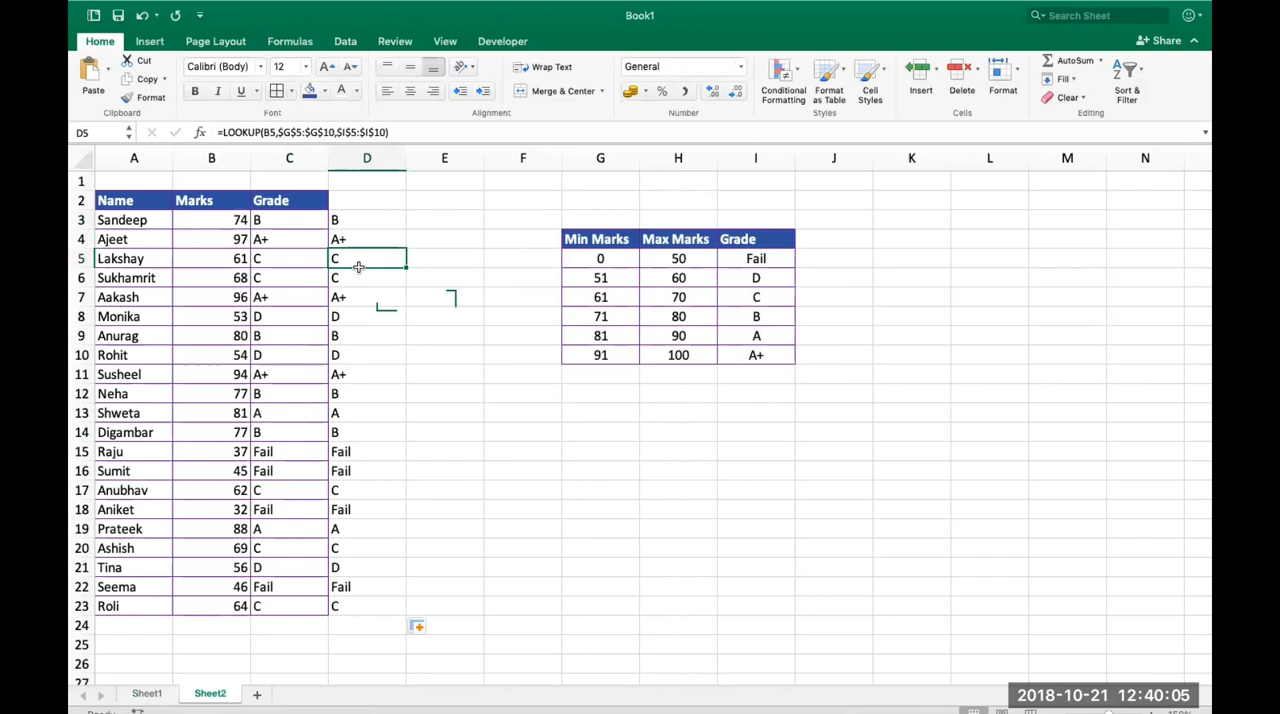 Book1
Search Sheet
Home Insert Page Layout Formulas Data Review View Developer
Share
Paste Cut Copy Format
Calibri (Body) 12 A A
B I U A
Wrap Text
Merge & Center
General
%
Conditional Formatting
Format as Table
Cell Styles
Insert Delete Format
AutoSum
Fill
Clear
Sort & Filter
Clipboard Font Alignment Number Styles Cells Editing
D5 fx =LOOKUP(B5,$G$5:$G$10,$I$5:$I$10)
A B C D E F G H I J K L M N
1
2 Name Marks Grade
3 Sandeep 74 B B
4 Ajeet 97 A+ A+ Min Marks Max Marks Grade
5 Lakshay 61 C C 0 50 Fail
6 Sukhamrit 68 C C 51 60 D
7 Aakash 96 A+ A+ 61 70 C
8 Monika 53 D D 71 80 B
9 Anurag 80 B B 81 90 A
10 Rohit 54 D D 91 100 A+
11 Susheel 94 A+ A+
12 Neha 77 B B
13 Shweta 81 A A
14 Digambar 77 B B
15 Raju 37 Fail Fail
16 Sumit 45 Fail Fail
17 Anubhav 62 C C
18 Aniket 32 Fail Fail
19 Prateek 88 A A
20 Ashish 69 C C
21 Tina 56 D D
22 Seema 46 Fail Fail
23 Roli 64 C C
24
25
26
27
Sheet1 Sheet2 +
2018-10-21 12:40:05